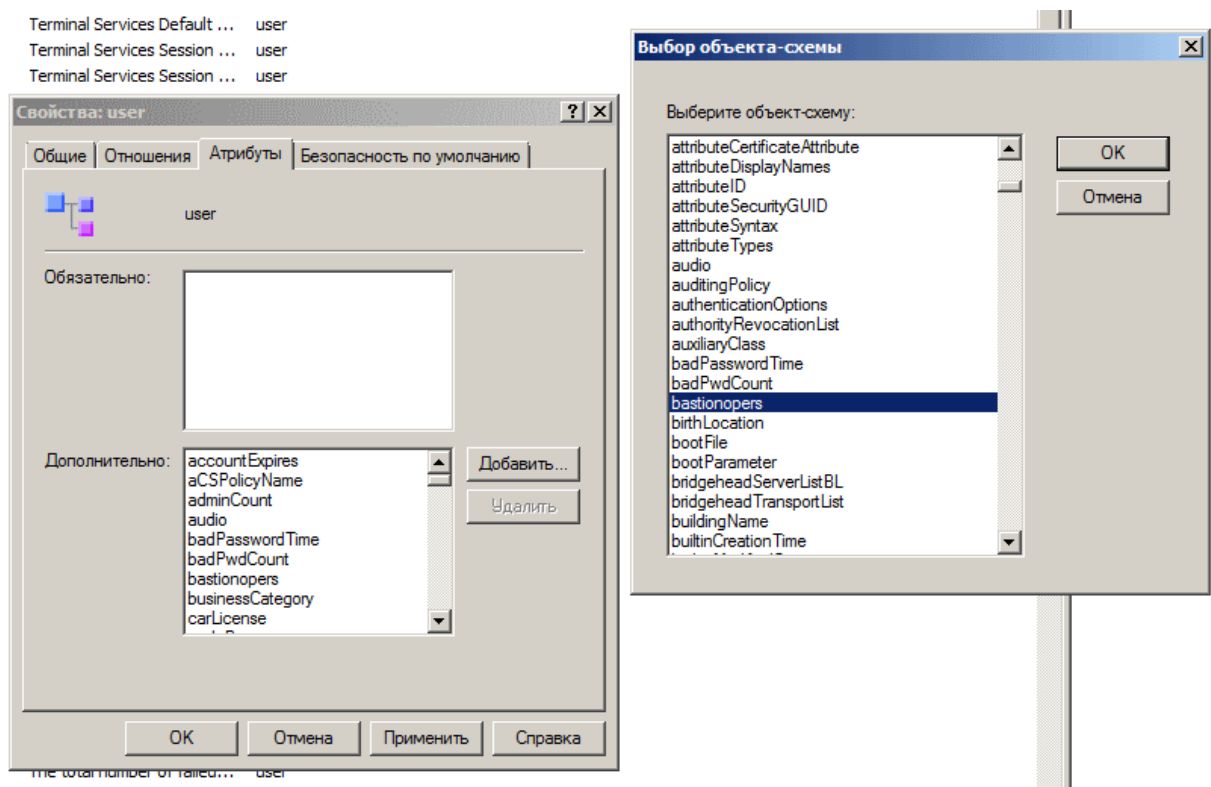 Terminal Services Default ... user
Terminal Services Session ... user
Terminal Services Session ... user
Свойства: user
Общие Отношения Атрибуты Безопасность по умолчанию
user
Обязательно:
Дополнительно:
accountExpires
aCSPolicyName
adminCount
audio
badPasswordTime
badPwdCount
bastionopers
businessCategory
carLicense
Добавить...
Удалить
OK Отмена Применить Справка
The total number of failed... user
Выбор объекта-схемы
Выберите объект-схему:
attributeCertificateAttribute
attributeDisplayNames
attributeID
attributeSecurityGUID
attributeSyntax
attributeTypes
audio
auditingPolicy
authenticationOptions
authorityRevocationList
auxiliaryClass
badPasswordTime
badPwdCount
bastionopers
birthLocation
bootFile
bootParameter
bridgeheadServerListBL
bridgeheadTransportList
buildingName
builtinCreationTime
OK
Отмена